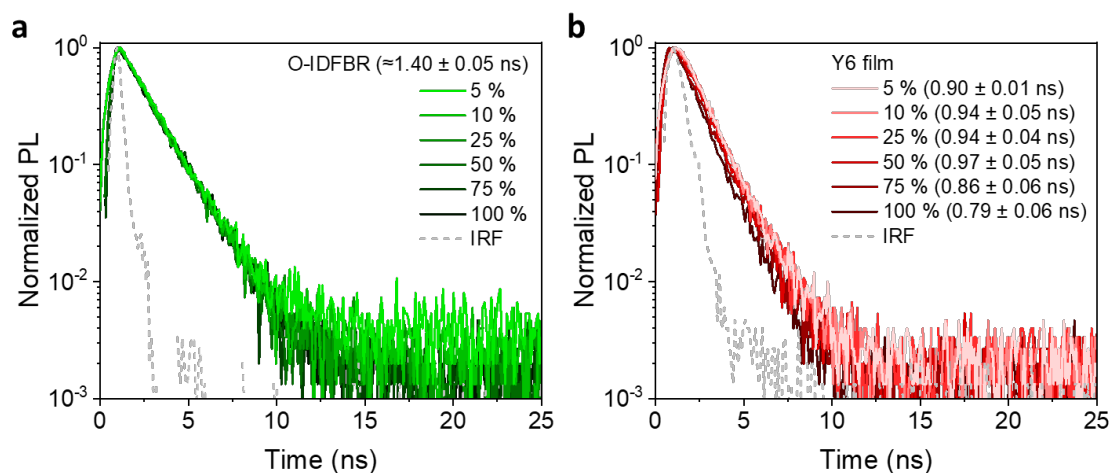 a
10⁰
10⁻¹
10⁻²
10⁻³
Normalized PL
O-IDFBR (≈1.40 ± 0.05 ns)
5 %
10 %
25 %
50 %
75 %
100 %
IRF
0 5 10 15 20 25
Time (ns)
b
10⁰
10⁻¹
10⁻²
10⁻³
Normalized PL
Y6 film
5 % (0.90 ± 0.01 ns)
10 % (0.94 ± 0.05 ns)
25 % (0.94 ± 0.04 ns)
50 % (0.97 ± 0.05 ns)
75 % (0.86 ± 0.06 ns)
100 % (0.79 ± 0.06 ns)
IRF
0 5 10 15 20 25
Time (ns)